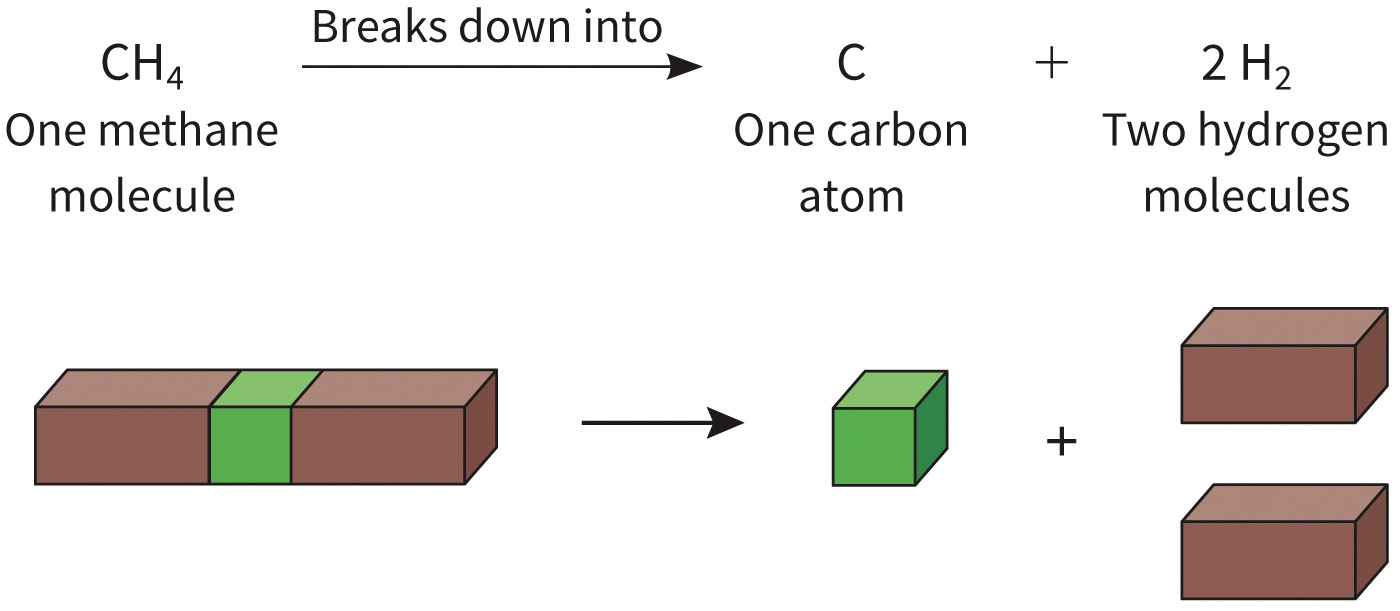 Breaks down into
CH₄ ⟶ C + 2 H₂
One methane molecule
One carbon atom
Two hydrogen molecules
+